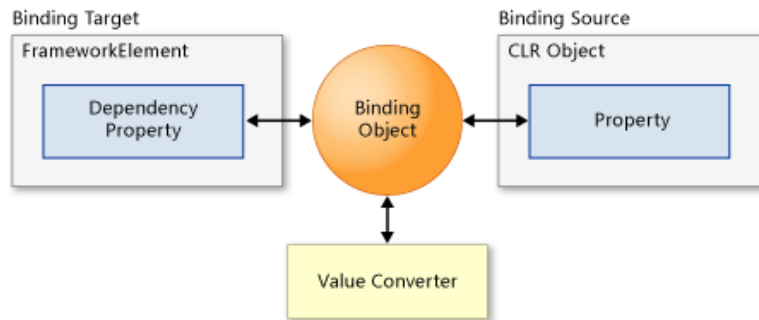 Binding Target
Binding Source
FrameworkElement
CLR Object
Dependency
Property
Binding
Object
Property
Value Converter